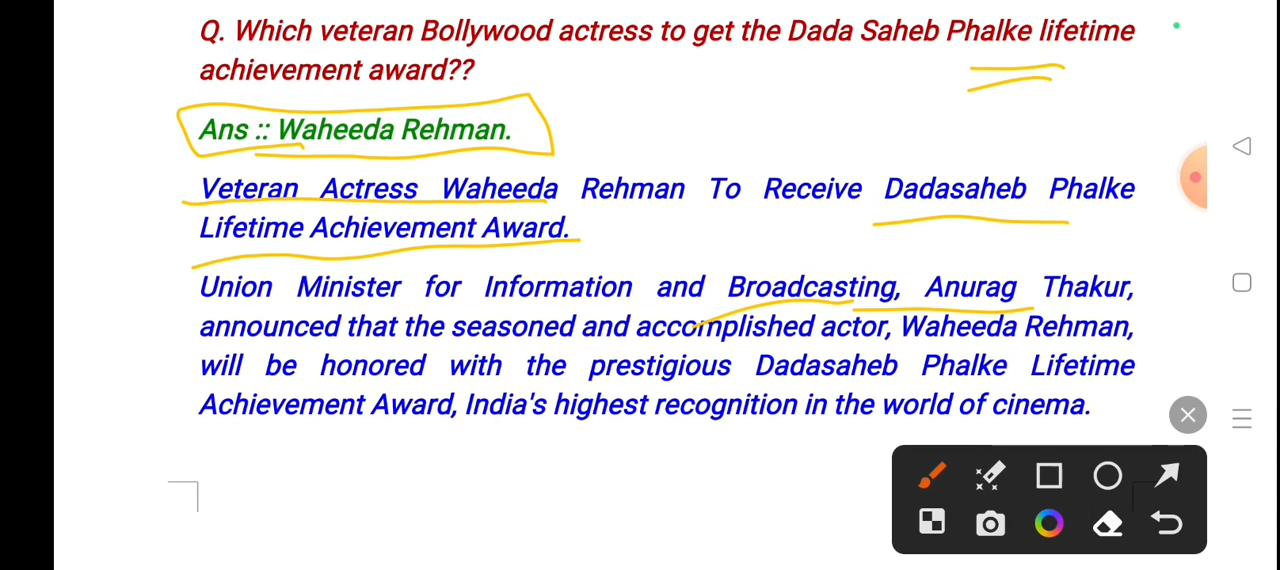 Q. Which veteran Bollywood actress to get the Dada Saheb Phalke lifetime
achievement award??
Ans :: Waheeda Rehman.
Veteran Actress Waheeda Rehman To Receive Dadasaheb Phalke
Lifetime Achievement Award.
Union Minister for Information and Broadcasting, Anurag Thakur,
announced that the seasoned and accomplished actor, Waheeda Rehman,
will be honored with the prestigious Dadasaheb Phalke Lifetime
Achievement Award, India's highest recognition in the world of cinema.